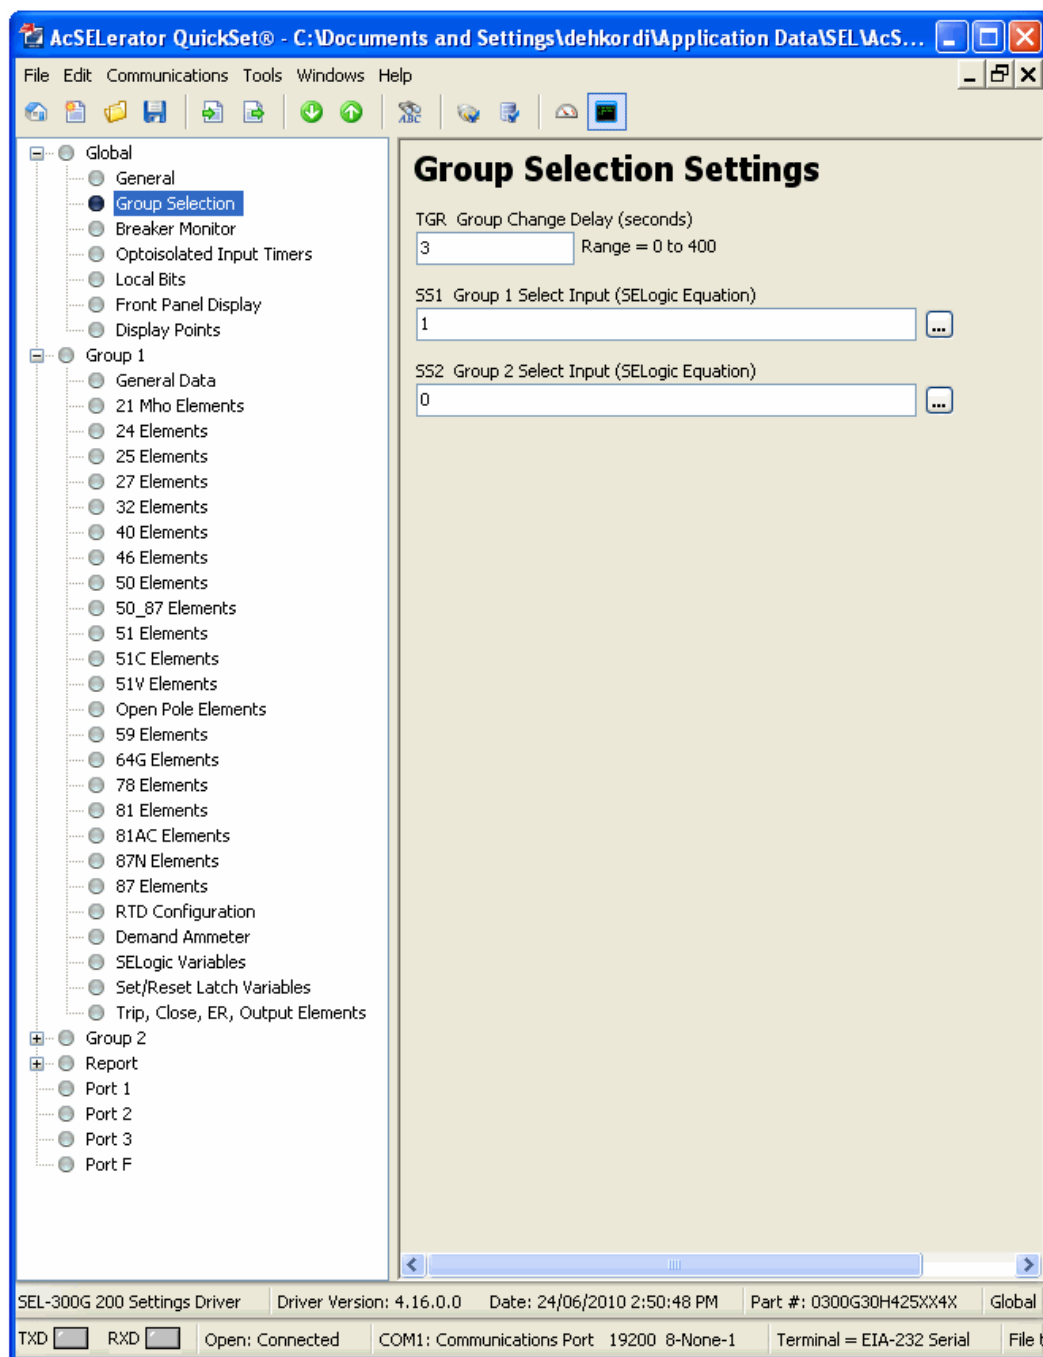 AcSELerator QuickSet® - C:\Documents and Settings\dehkordi\Application Data\SEL\AcS...
File Edit Communications Tools Windows Help
ABC
Global
General
Group Selection
Breaker Monitor
Optoisolated Input Timers
Local Bits
Front Panel Display
Display Points
Group 1
General Data
21 Mho Elements
24 Elements
25 Elements
27 Elements
32 Elements
40 Elements
46 Elements
50 Elements
50_87 Elements
51 Elements
51C Elements
51V Elements
Open Pole Elements
59 Elements
64G Elements
78 Elements
81 Elements
81AC Elements
87N Elements
87 Elements
RTD Configuration
Demand Ammeter
SELogic Variables
Set/Reset Latch Variables
Trip, Close, ER, Output Elements
Group 2
Report
Port 1
Port 2
Port 3
Port F
Group Selection Settings
TGR Group Change Delay (seconds)
3 Range = 0 to 400
SS1 Group 1 Select Input (SELogic Equation)
1 ...
SS2 Group 2 Select Input (SELogic Equation)
0 ...
SEL-300G 200 Settings Driver Driver Version: 4.16.0.0 Date: 24/06/2010 2:50:48 PM Part #: 0300G30H425XX4X Global
TXD RXD Open: Connected COM1: Communications Port 19200 8-None-1 Terminal = EIA-232 Serial File